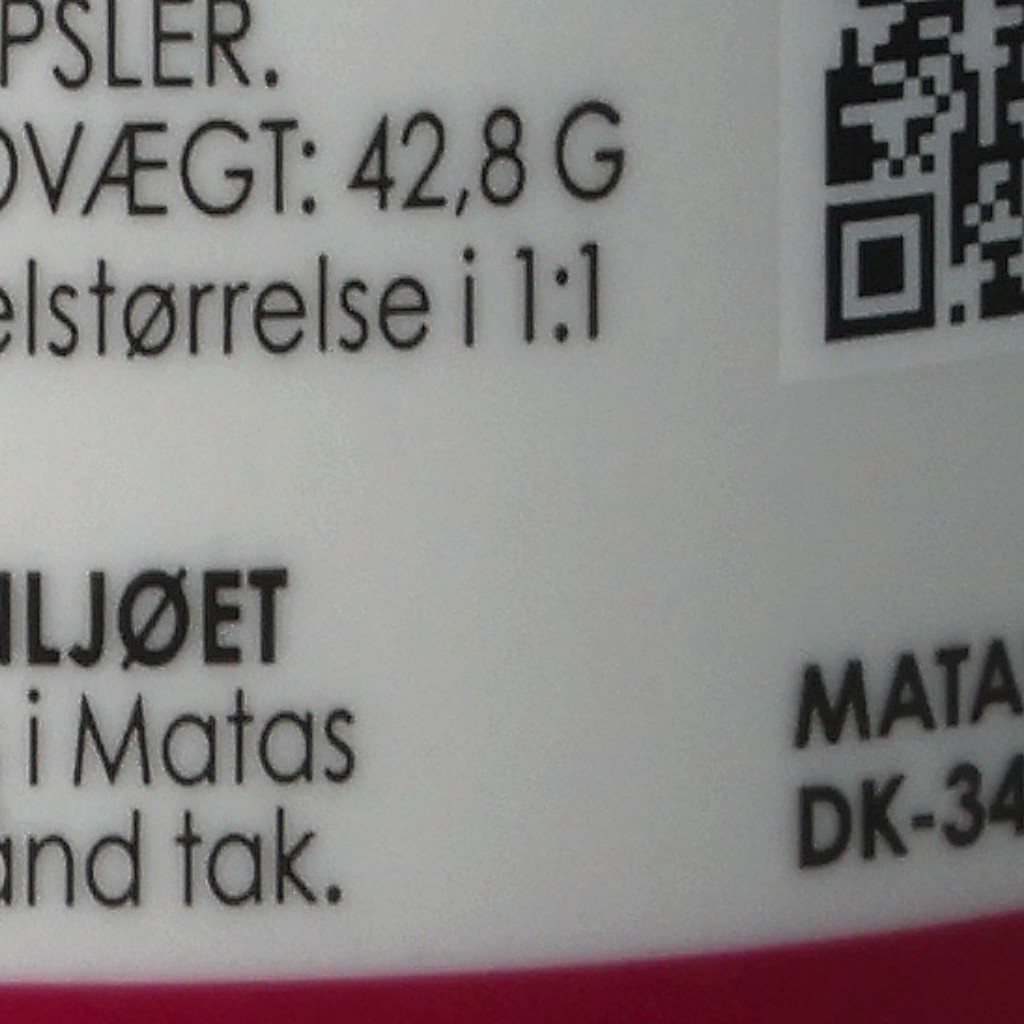 PSLER.
OVÆGT: 42,8 G
elstørrelse i 1:1
ILJØET
i Matas
and tak.
MATA
DK-34